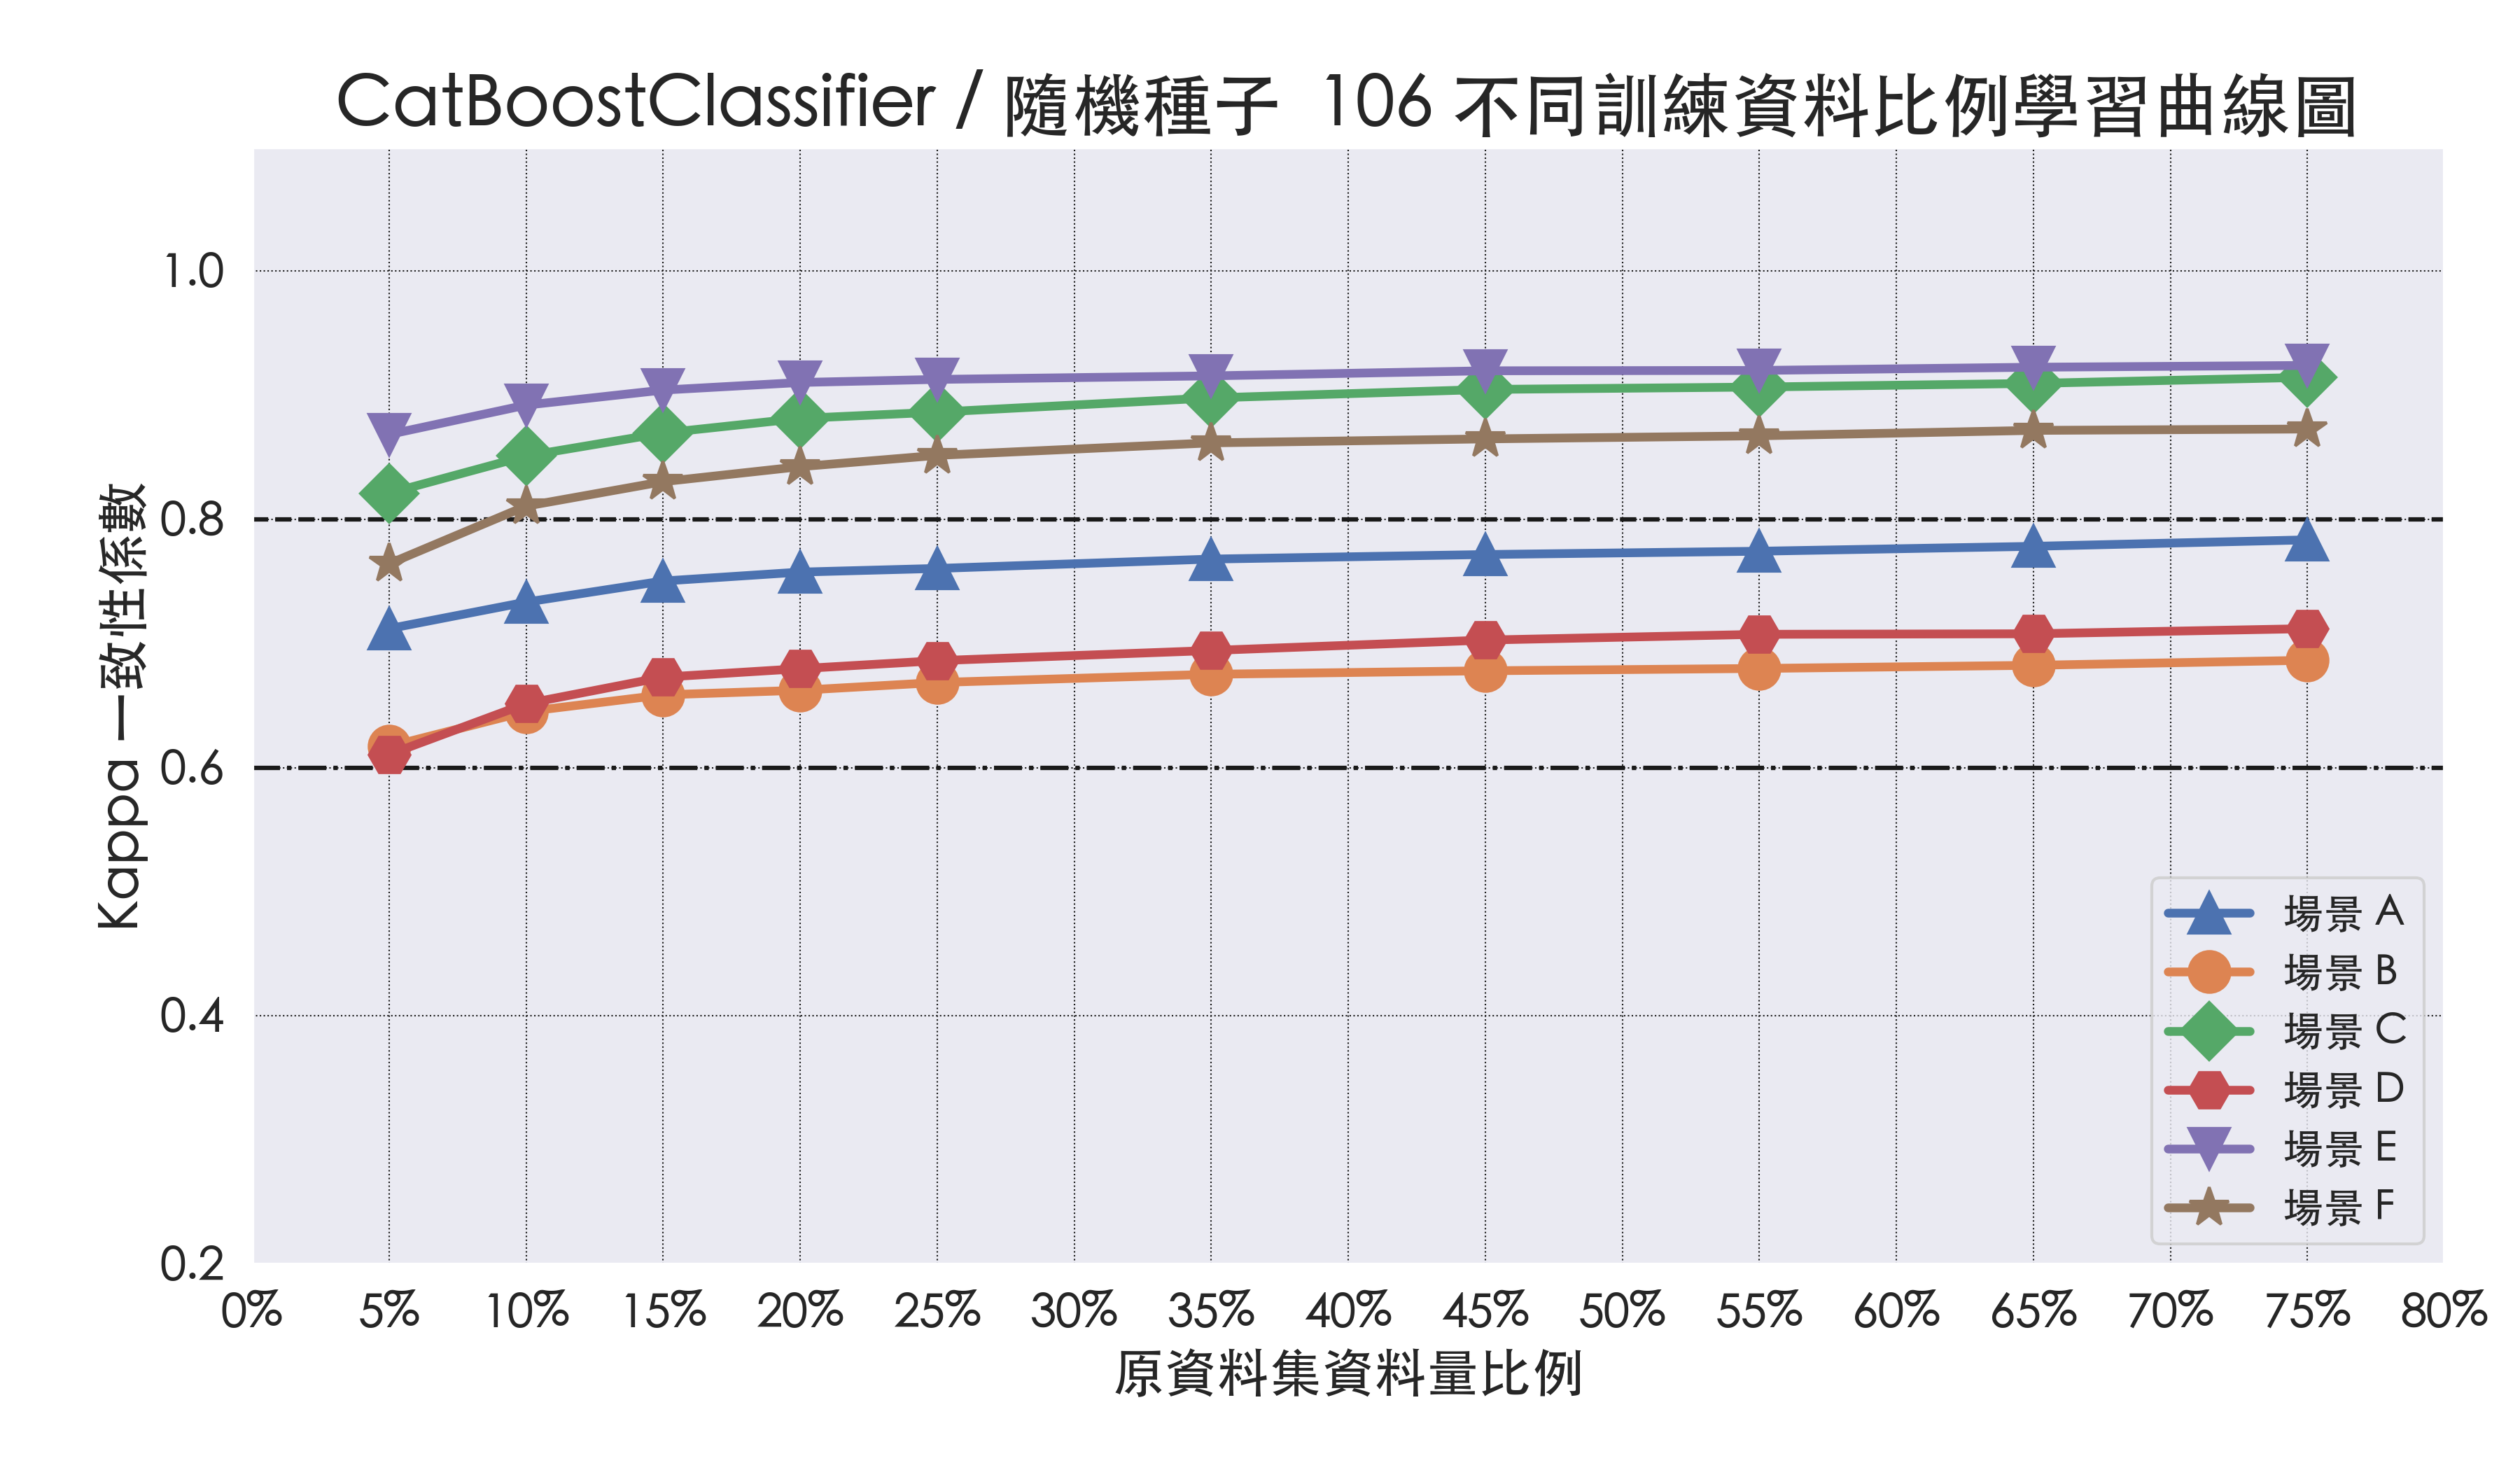 CatBoostClassifier / 隨機種子 106 不同訓練資料比例學習曲線圖
Kappa 一致性係數
1.0
0.8
0.6
0.4
0.2
場景 A
場景 B
場景 C
場景 D
場景 E
場景 F
0% 5% 10% 15% 20% 25% 30% 35% 40% 45% 50% 55% 60% 65% 70% 75% 80%
原資料集資料量比例